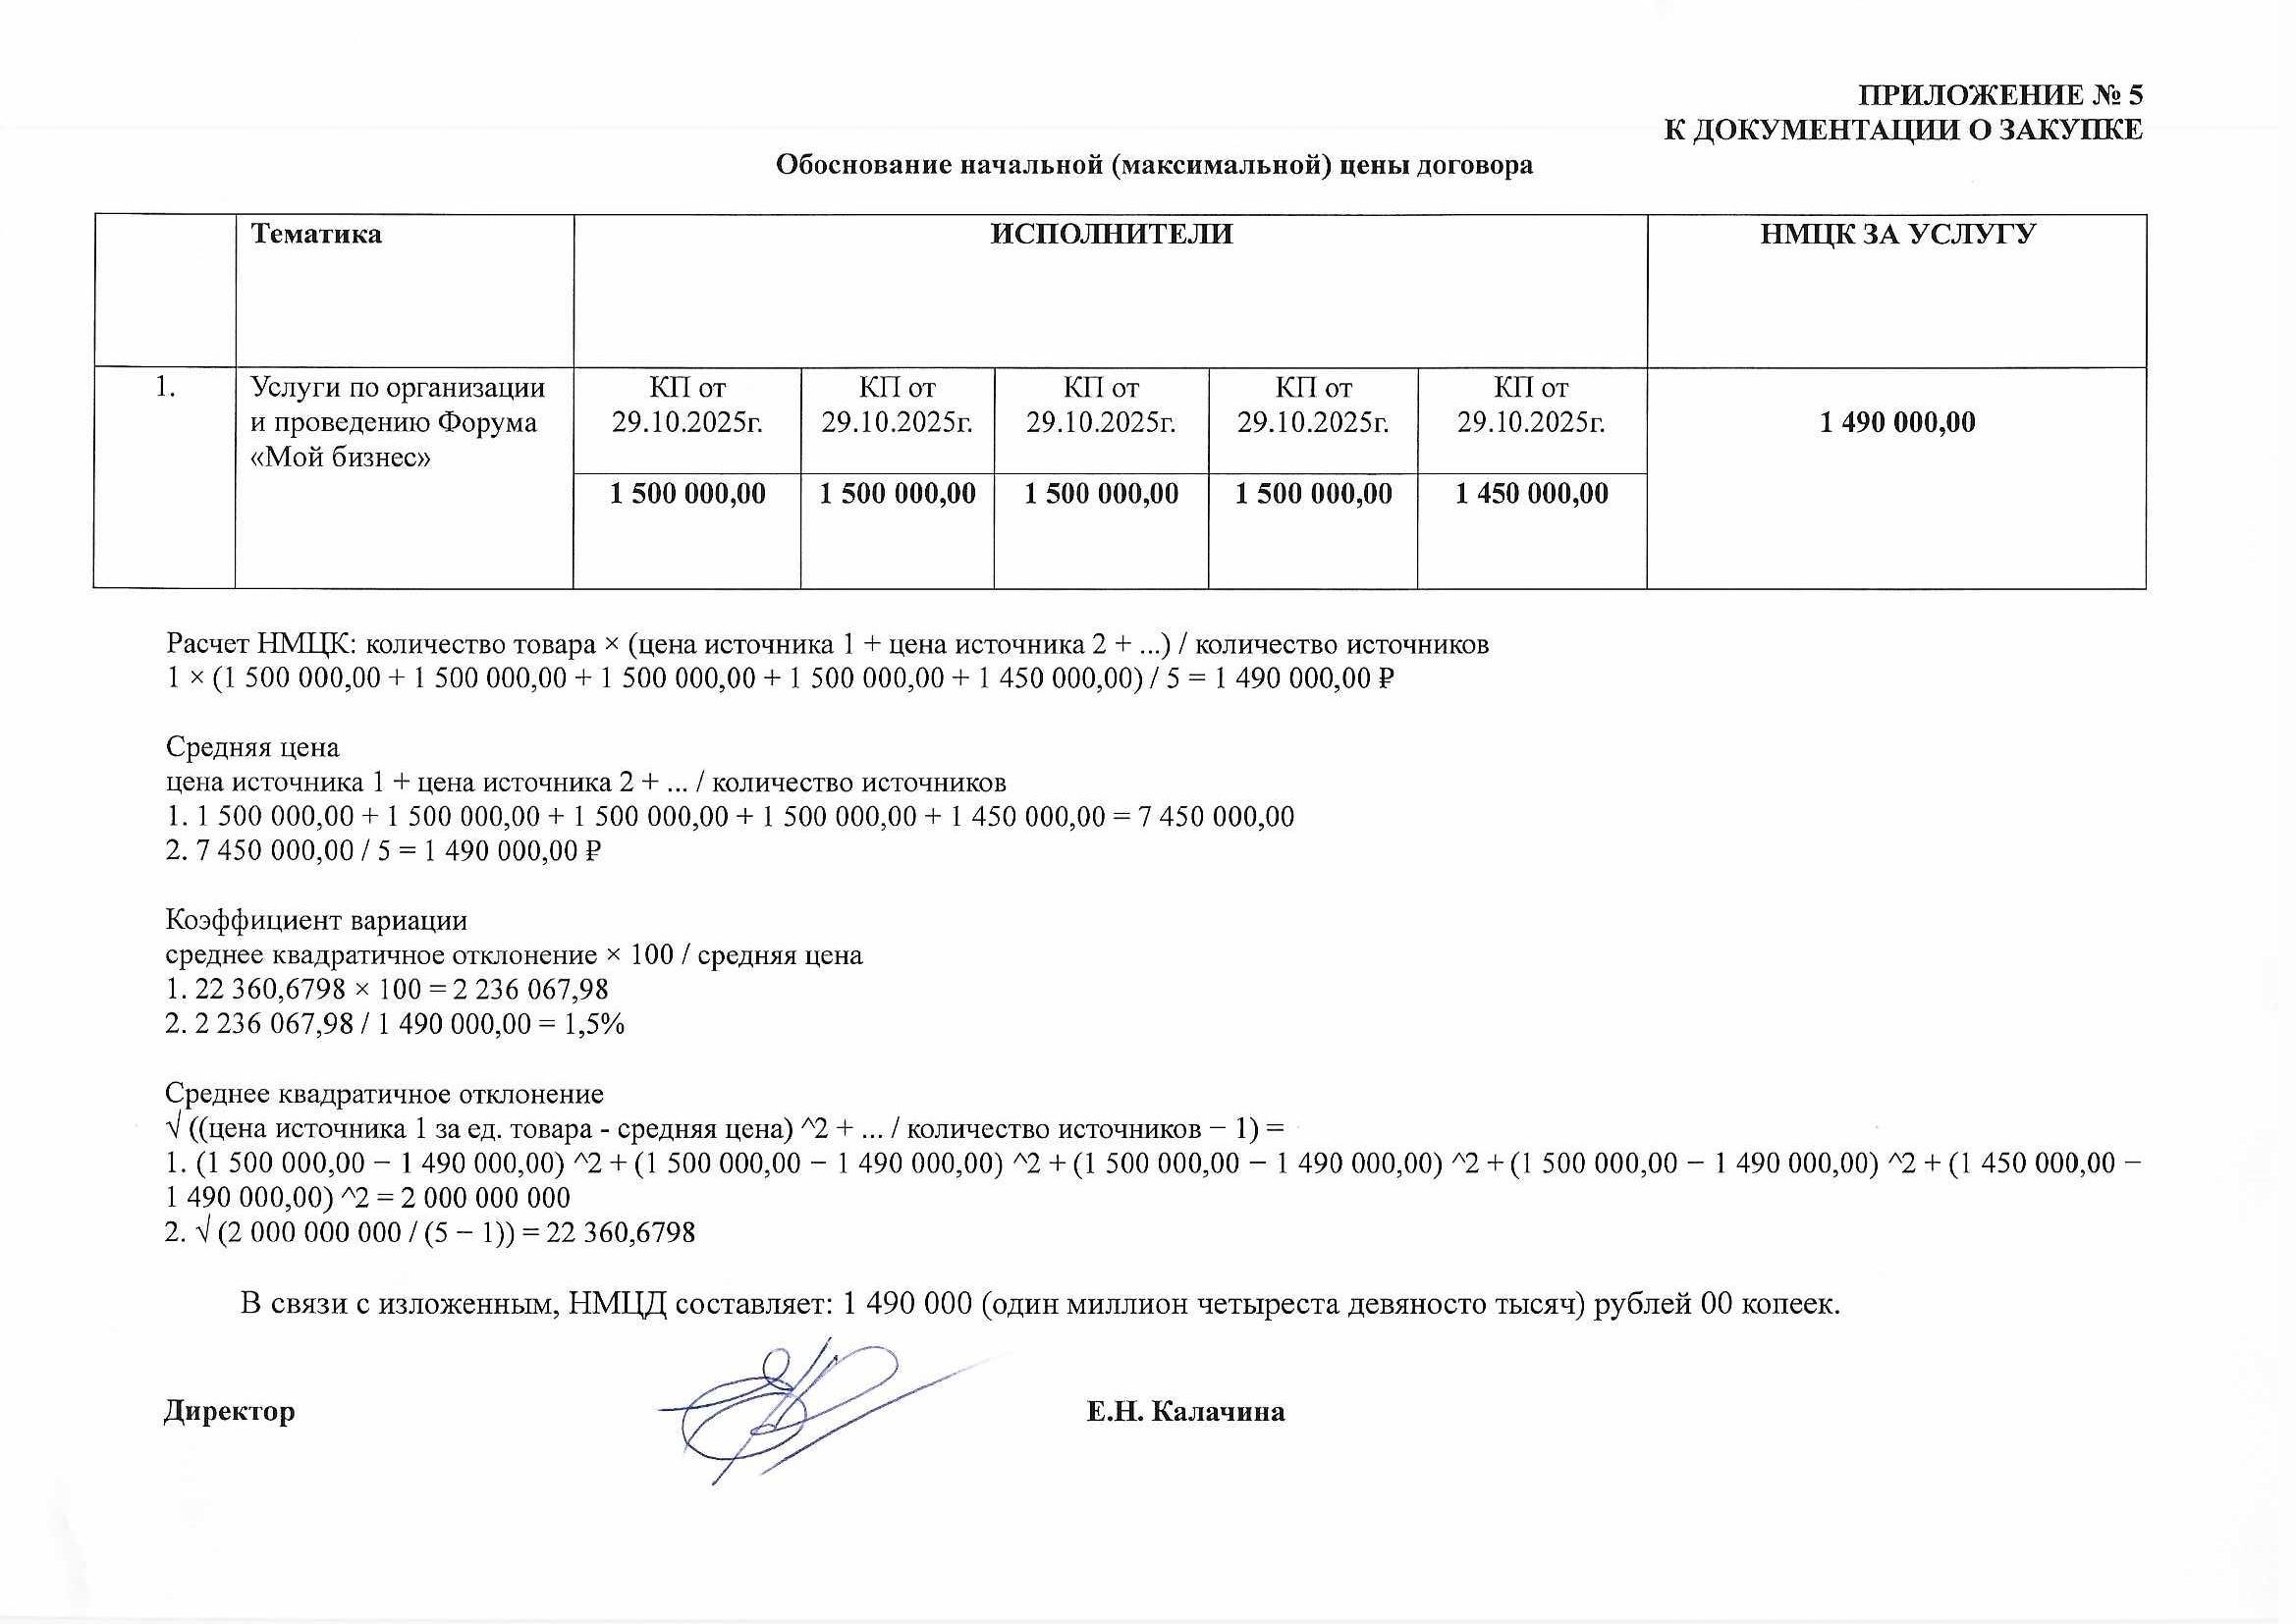 ПРИЛОЖЕНИЕ № 5
К ДОКУМЕНТАЦИИ О ЗАКУПКЕ
Обоснование начальной (максимальной) цены договора
Тематика
ИСПОЛНИТЕЛИ
НМЦК ЗА УСЛУГУ
1.
Услуги по организации
и проведению Форума
«Мой бизнес»
КП от
29.10.2025г.
КП от
29.10.2025г.
КП от
29.10.2025г.
КП от
29.10.2025г.
КП от
29.10.2025г.
1 490 000,00
1 500 000,00
1 500 000,00
1 500 000,00
1 500 000,00
1 450 000,00
Расчет НМЦК: количество товара × (цена источника 1 + цена источника 2 + ...) / количество источников
1 × (1 500 000,00 + 1 500 000,00 + 1 500 000,00 + 1 500 000,00 + 1 450 000,00) / 5 = 1 490 000,00 ₽
Средняя цена
цена источника 1 + цена источника 2 + ... / количество источников
1. 1 500 000,00 + 1 500 000,00 + 1 500 000,00 + 1 500 000,00 + 1 450 000,00 = 7 450 000,00
2. 7 450 000,00 / 5 = 1 490 000,00 ₽
Коэффициент вариации
среднее квадратичное отклонение × 100 / средняя цена
1. 22 360,6798 × 100 = 2 236 067,98
2. 2 236 067,98 / 1 490 000,00 = 1,5%
Среднее квадратичное отклонение
√ ((цена источника 1 за ед. товара - средняя цена) ^2 + ... / количество источников − 1) =
1. (1 500 000,00 − 1 490 000,00) ^2 + (1 500 000,00 − 1 490 000,00) ^2 + (1 500 000,00 − 1 490 000,00) ^2 + (1 500 000,00 − 1 490 000,00) ^2 + (1 450 000,00 −
1 490 000,00) ^2 = 2 000 000 000
2. √ (2 000 000 000 / (5 − 1)) = 22 360,6798
В связи с изложенным, НМЦД составляет: 1 490 000 (один миллион четыреста девяносто тысяч) рублей 00 копеек.
Директор
Е.Н. Калачина